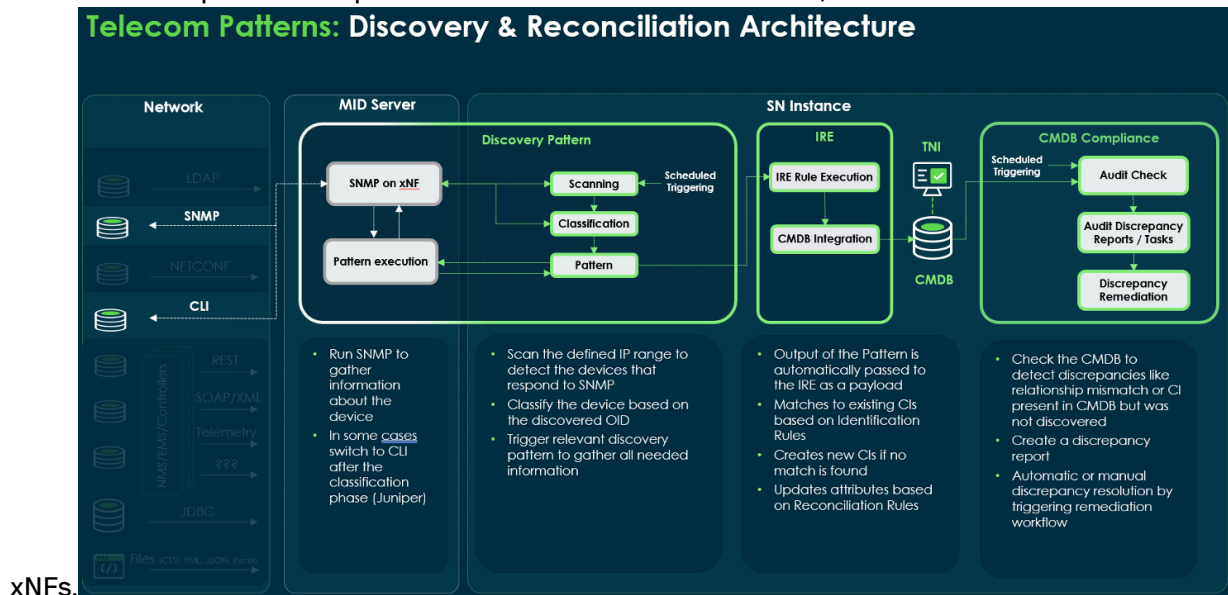 Telecom Patterns: Discovery & Reconciliation Architecture
Network
MID Server
SN Instance
Discovery Pattern
IRE
TNI
CMDB Compliance
LDAP
SNMP
NETCONF
CLI
NMS/EMS/Controllers
REST
SOAP/XML
Telemetry
???
JDBC
Files (CSV, XML, JSON, Excel)
SNMP on xNF
Pattern execution
Scanning
Scheduled
Triggering
Classification
Pattern
IRE Rule Execution
CMDB Integration
CMDB
Scheduled
Triggering
Audit Check
Audit Discrepancy
Reports / Tasks
Discrepancy
Remediation
• Run SNMP to
gather
information
about the
device
• In some cases
switch to CLI
after the
classification
phase (Juniper)
• Scan the defined IP range to
detect the devices that
respond to SNMP
• Classify the device based on
the discovered OID
• Trigger relevant discovery
pattern to gather all needed
information
• Output of the Pattern is
automatically passed to
the IRE as a payload
• Matches to existing CIs
based on Identification
Rules
• Creates new CIs if no
match is found
• Updates attributes based
on Reconciliation Rules
• Check the CMDB to
detect discrepancies like
relationship mismatch or CI
present in CMDB but was
not discovered
• Create a discrepancy
report
• Automatic or manual
discrepancy resolution by
triggering remediation
workflow
xNFs.